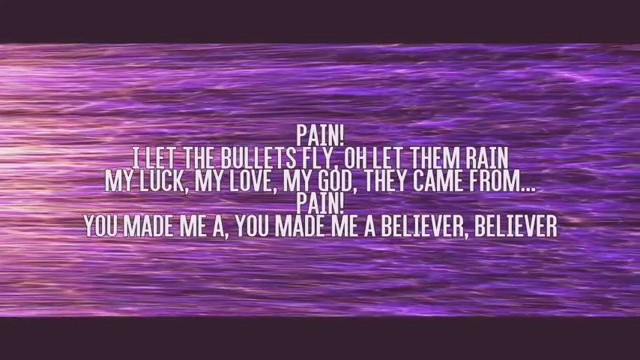 PAIN!
I LET THE BULLETS FLY, OH LET THEM RAIN
MY LUCK, MY LOVE, MY GOD, THEY CAME FROM...
PAIN!
YOU MADE ME A, YOU MADE ME A BELIEVER, BELIEVER